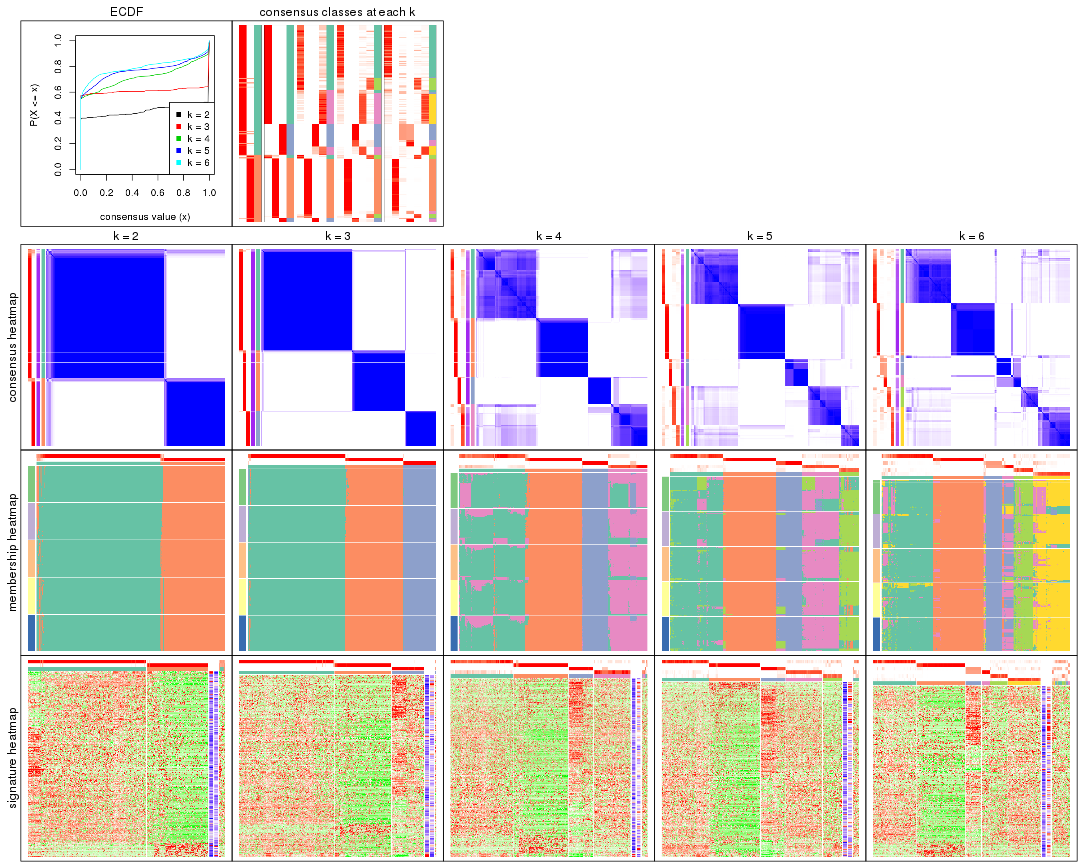 ECDF
consensus classes at each k
P(X <= x)
1.0
0.8
0.6
0.4
0.2
0.0
k = 2
k = 3
k = 4
k = 5
k = 6
0.0 0.2 0.4 0.6 0.8 1.0
consensus value (x)
k = 2 k = 3 k = 4 k = 5 k = 6
consensus heatmap
membership heatmap
signature heatmap